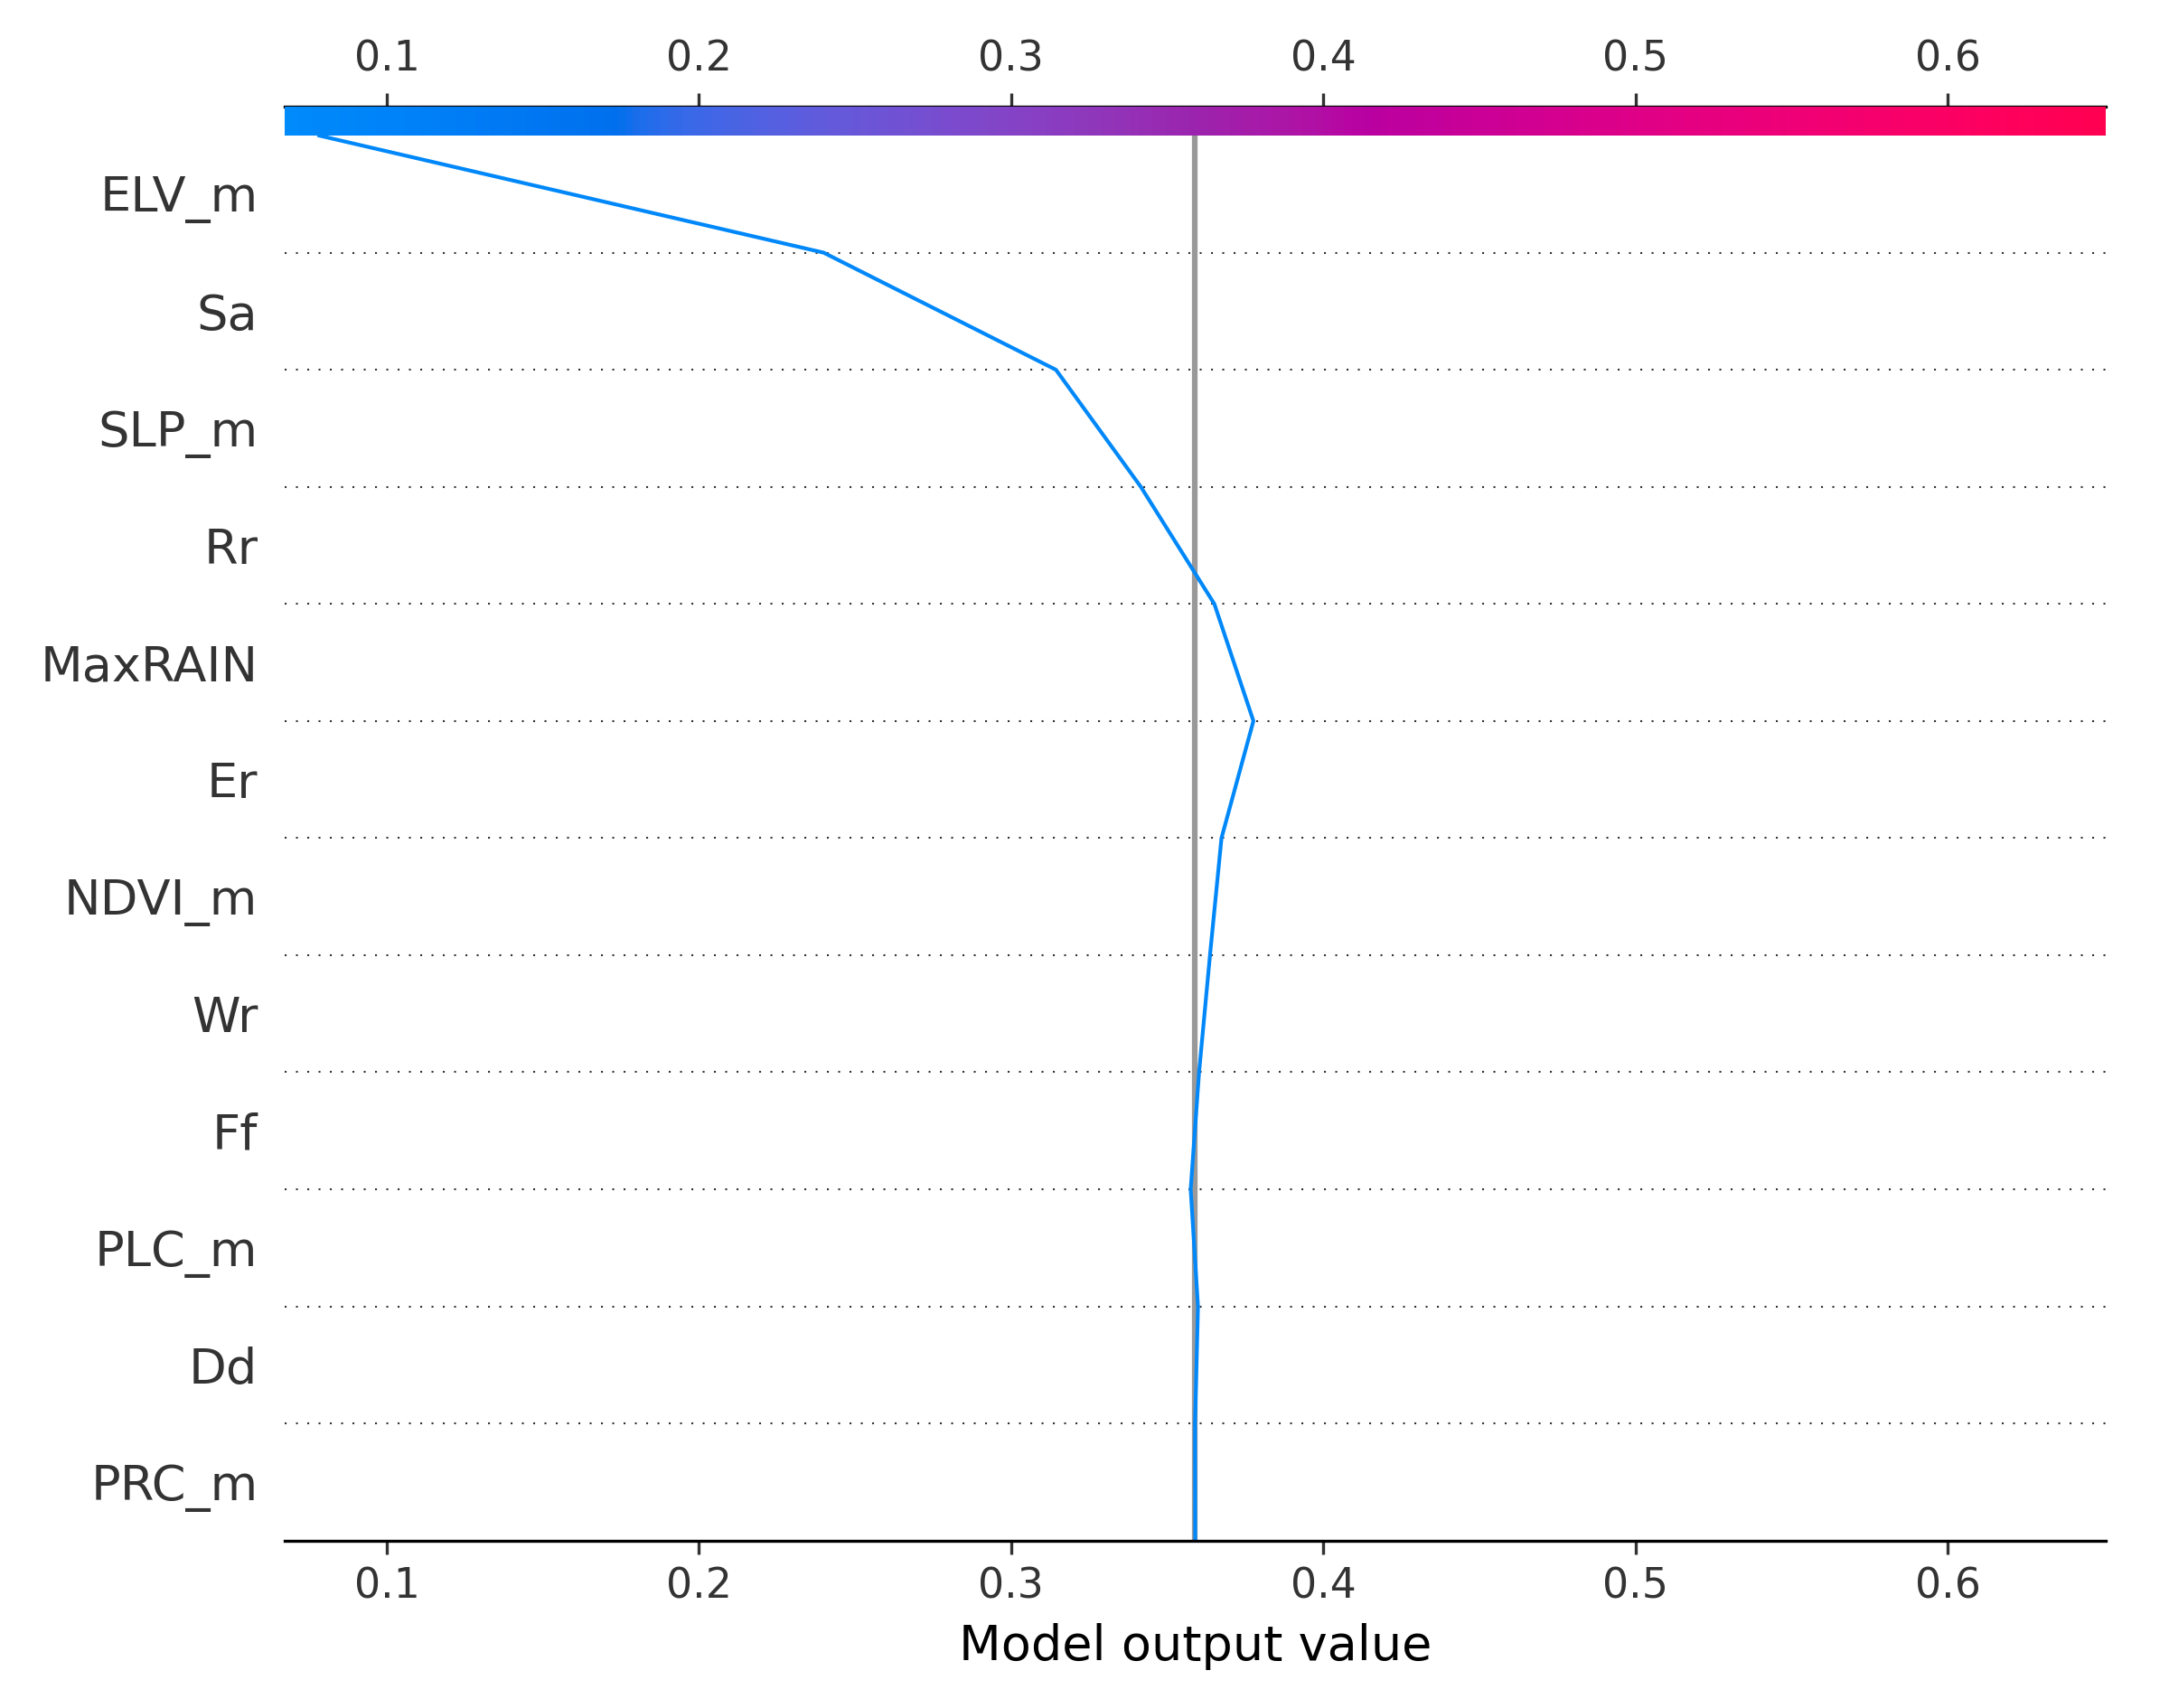 0.1 0.2 0.3 0.4 0.5 0.6
ELV_m
Sa
SLP_m
Rr
MaxRAIN
Er
NDVI_m
Wr
Ff
PLC_m
Dd
PRC_m
0.1 0.2 0.3 0.4 0.5 0.6
Model output value